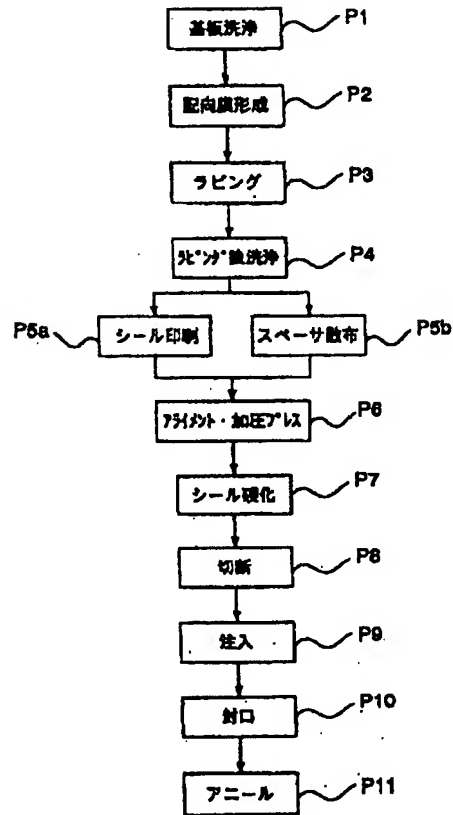 基板洗浄 P1
配向膜形成 P2
ラビング P3
ﾗﾋﾞﾝｸﾞ後洗浄 P4
P5a シール印刷 スペーサ散布 P5b
ｱﾗｲﾒﾝﾄ・加圧ﾌﾟﾚｽ P6
シール硬化 P7
切断 P8
注入 P9
封口 P10
アニール P11